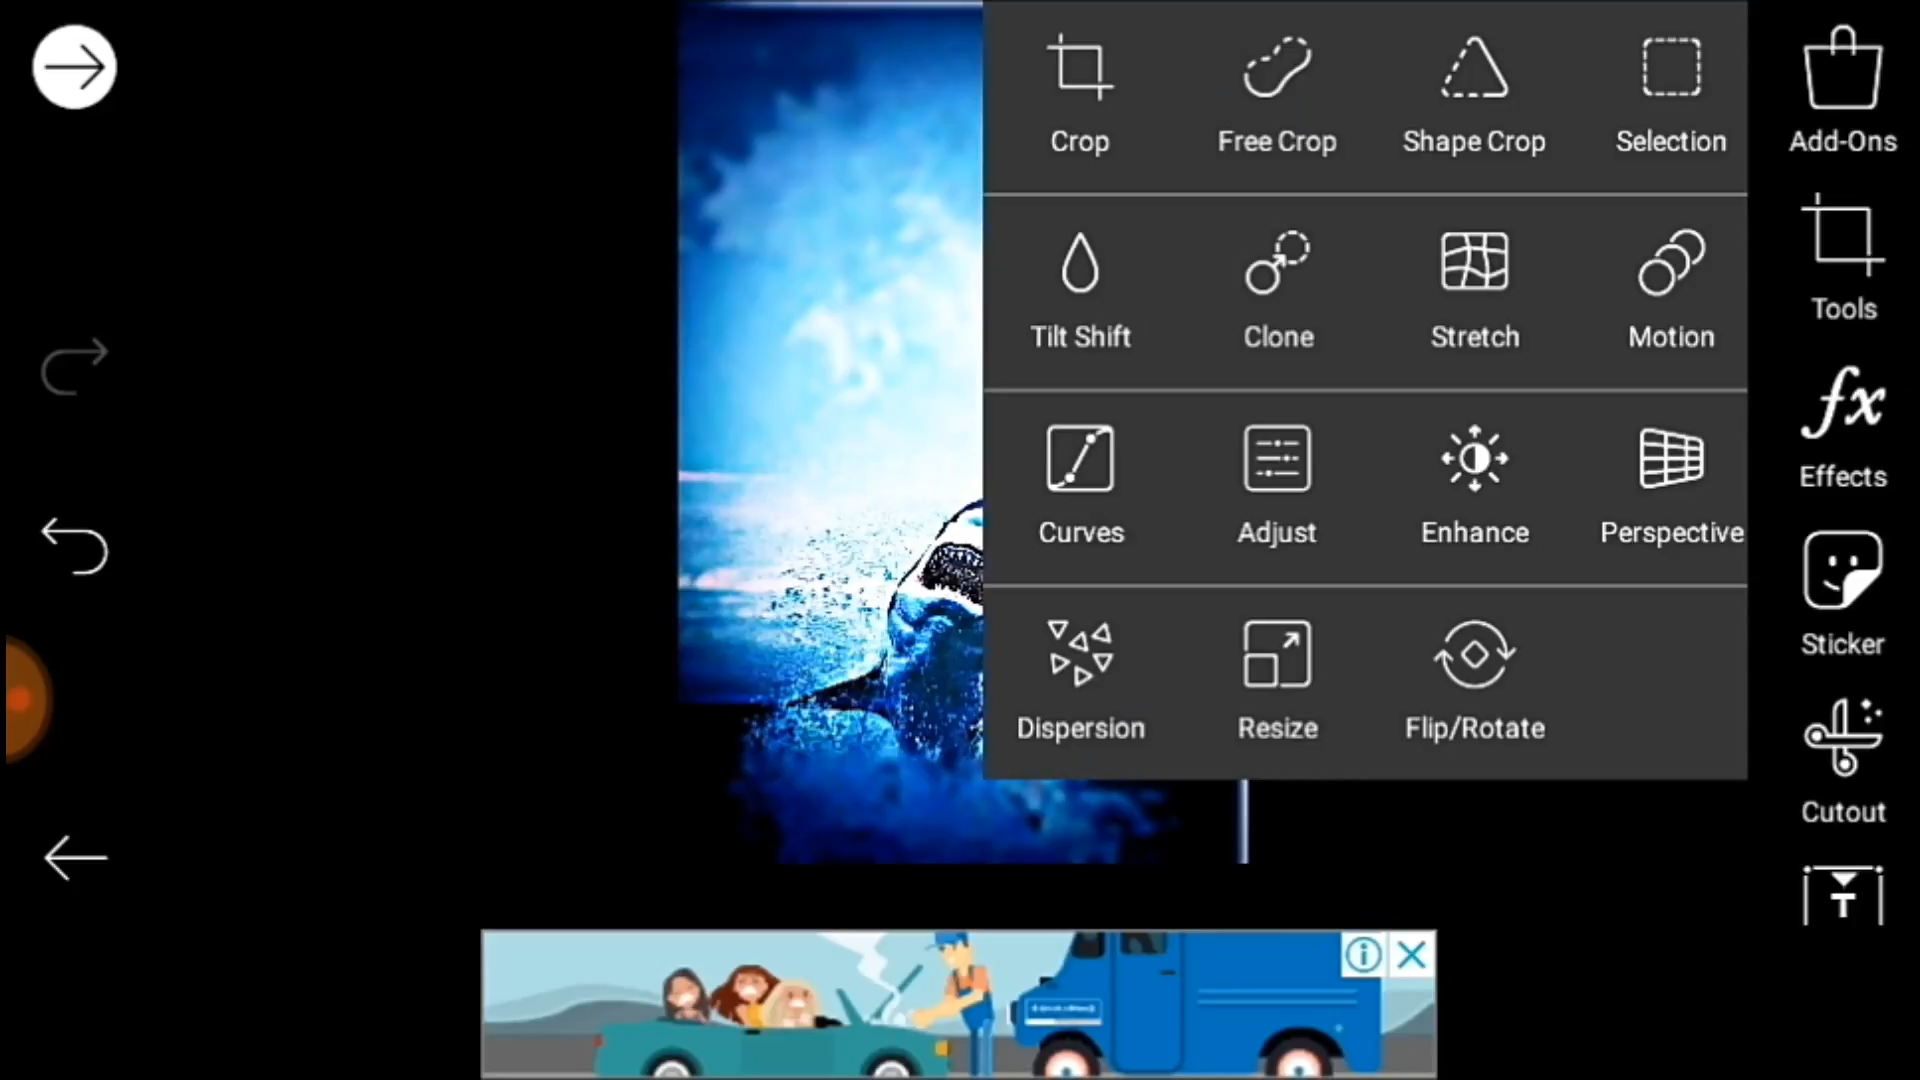 Crop Free Crop Shape Crop Selection Add-Ons
Tools
Tilt Shift Clone Stretch Motion
Effects
Curves Adjust Enhance Perspective
Sticker
Dispersion Resize Flip/Rotate
Cutout